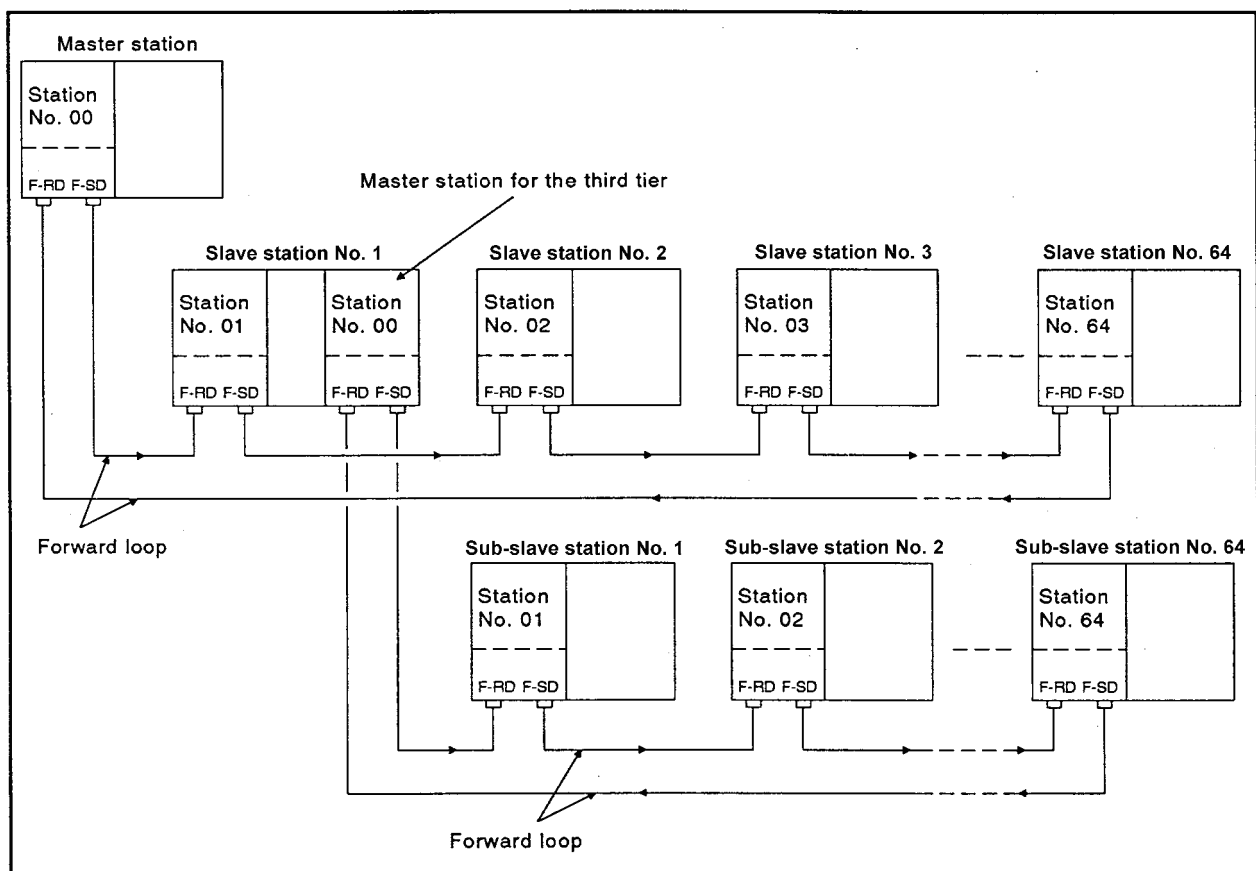 Master station
Station
No. 00
F-RD F-SD
Master station for the third tier
Slave station No. 1
Slave station No. 2
Slave station No. 3
Slave station No. 64
Station
No. 01
Station
No. 00
Station
No. 02
Station
No. 03
Station
No. 64
F-RD F-SD
F-RD F-SD
F-RD F-SD
F-RD F-SD
F-RD F-SD
Forward loop
Sub-slave station No. 1
Sub-slave station No. 2
Sub-slave station No. 64
Station
No. 01
Station
No. 02
Station
No. 64
F-RD F-SD
F-RD F-SD
F-RD F-SD
Forward loop